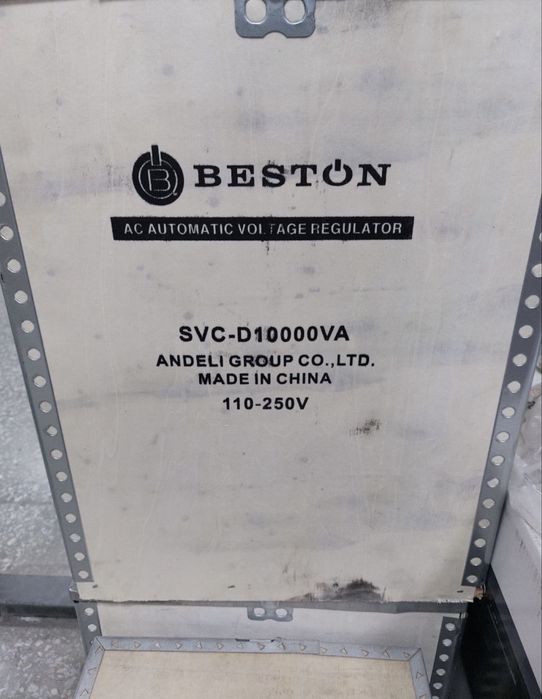 B BESTON
AC AUTOMATIC VOLTAGE REGULATOR
SVC-D10000VA
ANDELI GROUP CO.,LTD.
MADE IN CHINA
110-250V